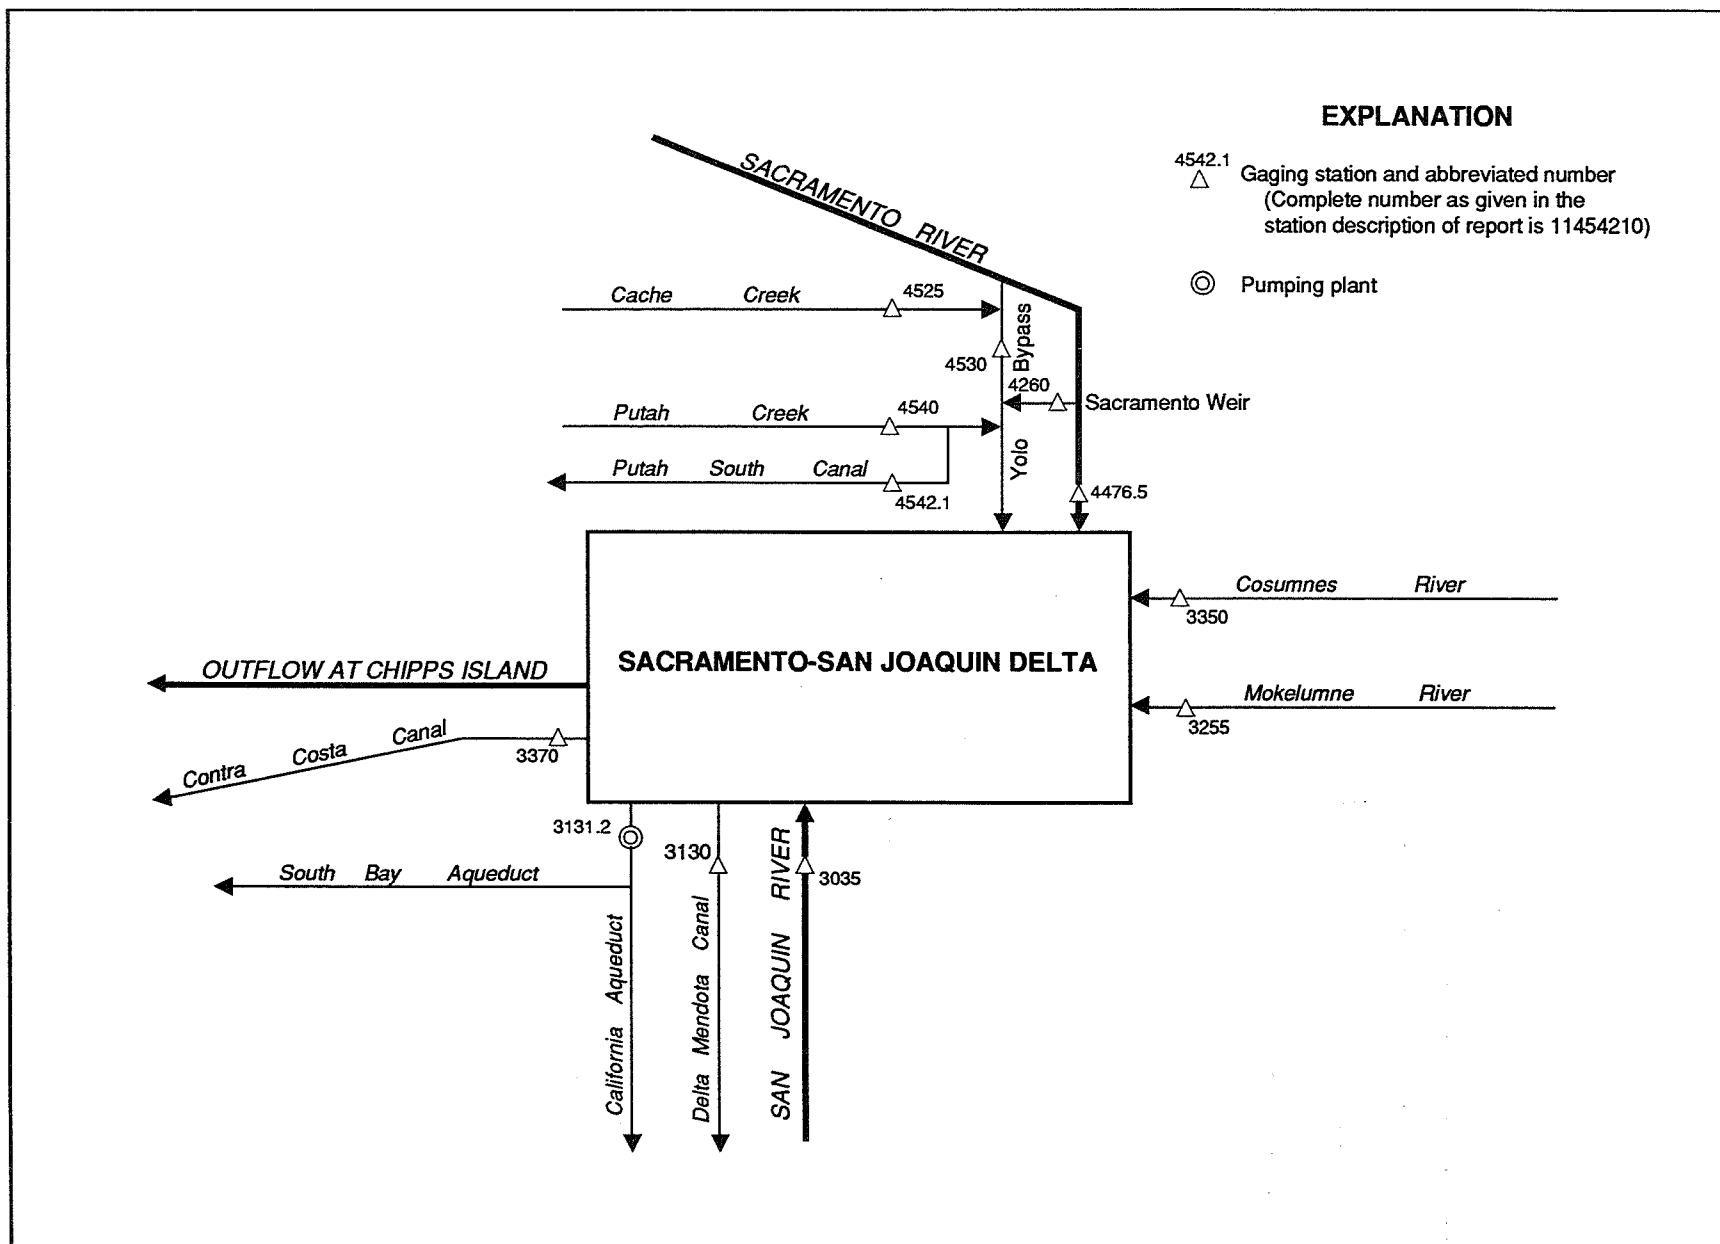 EXPLANATION
4542.1
Gaging station and abbreviated number
(Complete number as given in the
station description of report is 11454210)
Pumping plant
SACRAMENTO RIVER
Cache Creek
4525
Bypass
4530
4260
Sacramento Weir
Putah Creek
4540
Yolo
Putah South Canal
4542.1
4476.5
Cosumnes River
3350
SACRAMENTO-SAN JOAQUIN DELTA
OUTFLOW AT CHIPPS ISLAND
Mokelumne River
3255
Contra Costa Canal
3370
3131.2
3130
3035
South Bay Aqueduct
California Aqueduct
Delta Mendota Canal
SAN JOAQUIN RIVER